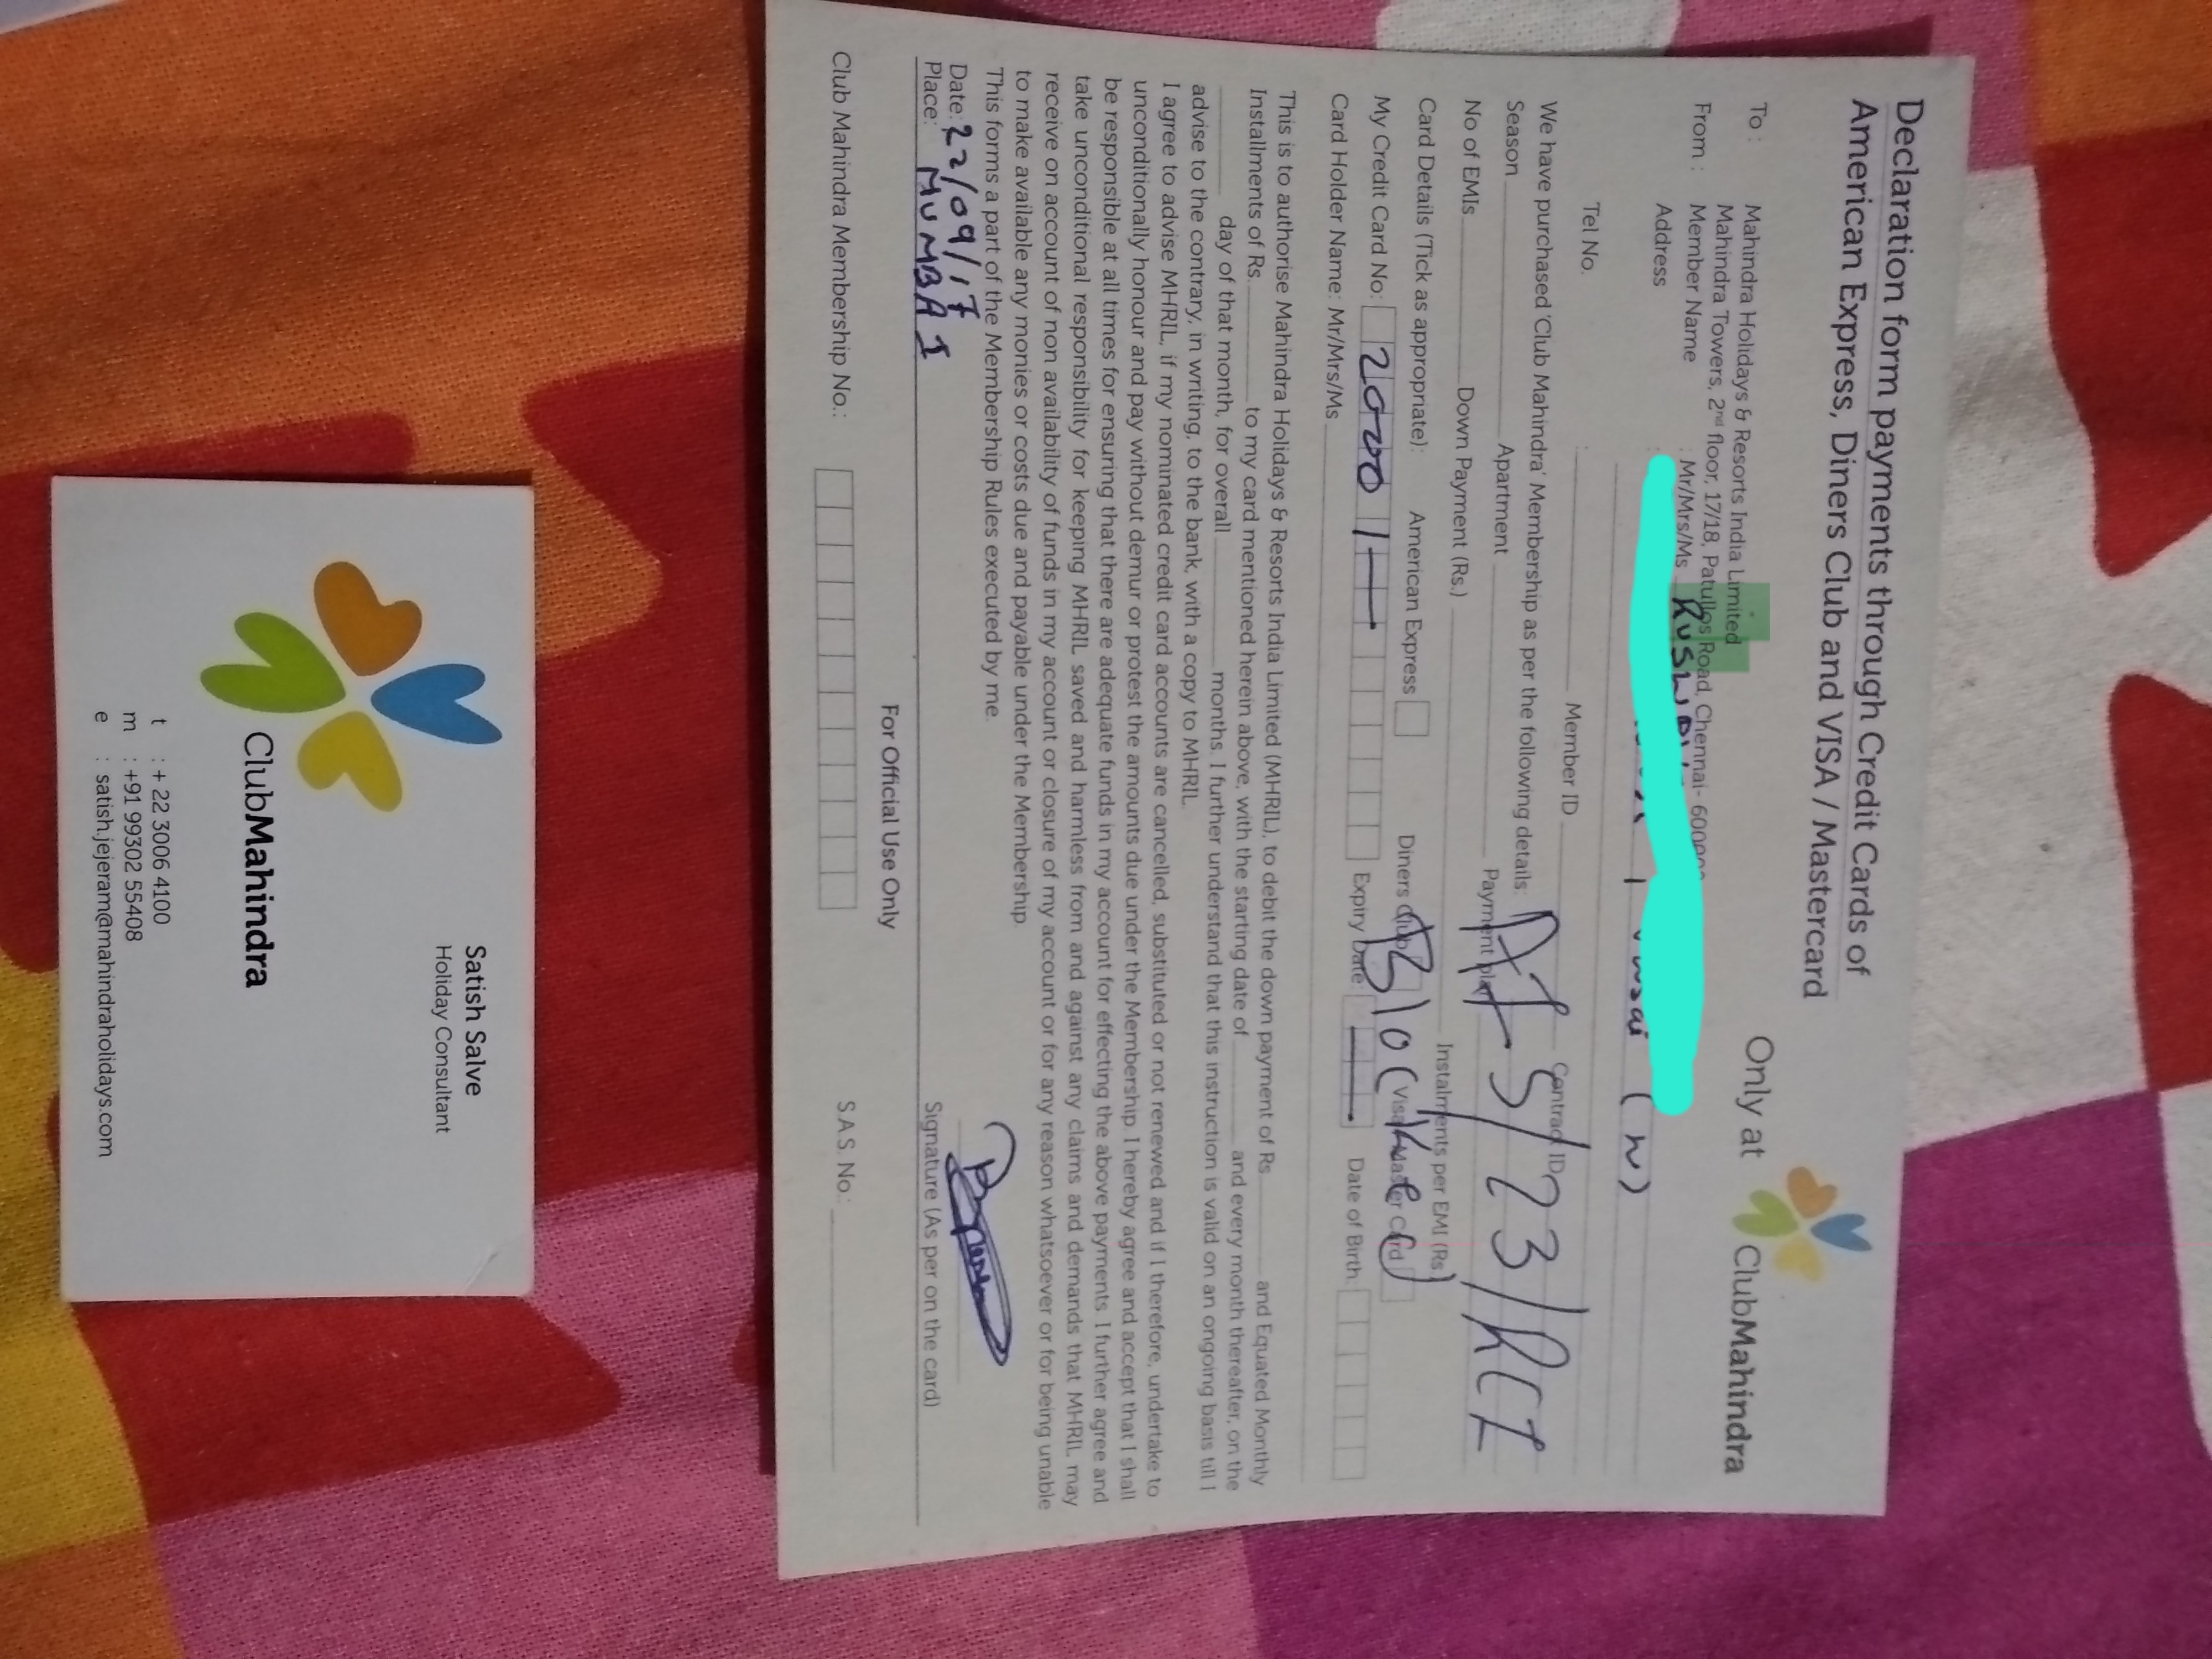 Declaration form payments through Credit Cards of
American Express, Diners Club and VISA / Mastercard
Only at ClubMahindra
To : Mahindra Holidays & Resorts India Limited
Mahindra Towers, 2nd floor, 17/18, Patullos Road, Chennai-
From : Member Name : Mr/Mrs/Ms
Address :
(W)
Tel No. : Member ID Contract ID
We have purchased 'Club Mahindra' Membership as per the following details:
Season Apartment Payment plan
No of EMIs Down Payment (Rs.) Instalments per EMI (Rs)
5/23/RCI
Card Details (Tick as appropriate): American Express Diners Club Visa/Master Card
My Credit Card No: 2000/- Expiry Date: Date of Birth:
Card Holder Name: Mr/Mrs/Ms
This is to authorise Mahindra Holidays & Resorts India Limited (MHRIL), to debit the down payment of Rs and Equated Monthly
Installments of Rs. to my card mentioned herein above, with the starting date of and every month thereafter, on the
day of that month, for overall months. I further understand that this instruction is valid on an ongoing basis till I
advise to the contrary, in writing, to the bank, with a copy to MHRIL.
I agree to advise MHRIL, if my nominated credit card accounts are cancelled, substituted or not renewed and if I therefore, undertake to
unconditionally honour and pay without demur or protest the amounts due under the Membership. I hereby agree and accept that I shall
be responsible at all times for ensuring that there are adequate funds in my account for effecting the above payments. I further agree and
take unconditional responsibility for keeping MHRIL saved and harmless from and against any claims and demands that MHRIL may
receive on account of non availability of funds in my account or closure of my account or for any reason whatsoever or for being unable
to make available any monies or costs due and payable under the Membership.
This forms a part of the Membership Rules executed by me.
Date: 22/09/17
Place: MUMBAI
Signature (As per on the card)
For Official Use Only
Club Mahindra Membership No.: S.A.S. No.:
Satish Salve
Holiday Consultant
ClubMahindra
t : + 22 3006 4100
m : +91 99302 55408
e : satish.jejeram@mahindraholidays.com